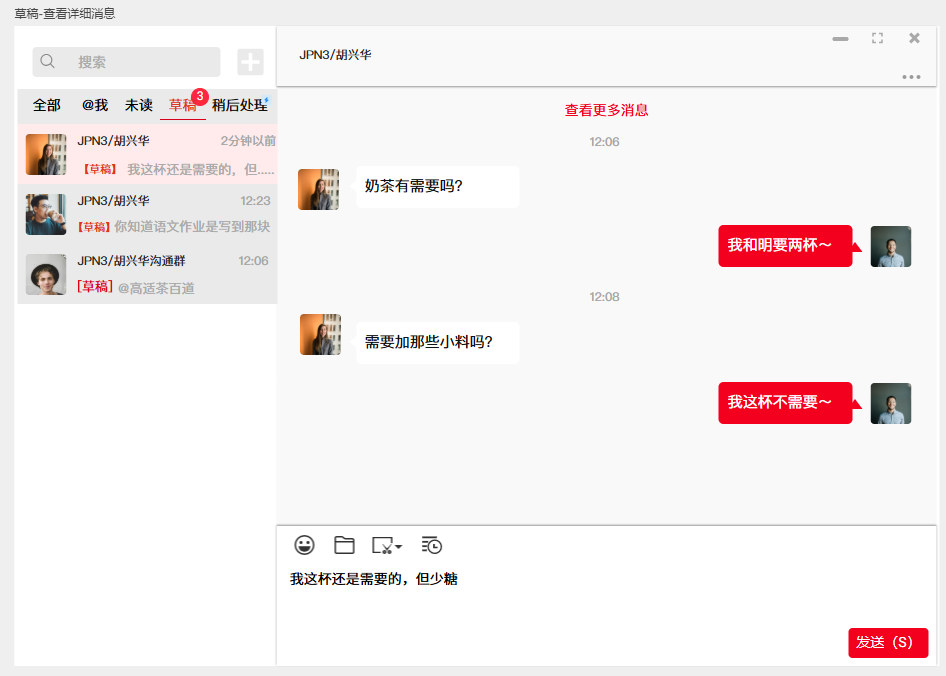 草稿-查看详细消息
搜索
全部 @我 未读 草稿 3 稍后处理
JPN3/胡兴华 2分钟以前
【草稿】 我这杯还是需要的，但.....
JPN3/胡兴华 12:23
【草稿】你知道语文作业是写到那块
JPN3/胡兴华沟通群 12:06
[草稿] @高适茶百道
JPN3/胡兴华
查看更多消息
12:06
奶茶有需要吗?
我和明要两杯～
12:08
需要加那些小料吗?
我这杯不需要～
我这杯还是需要的，但少糖
发送（S）